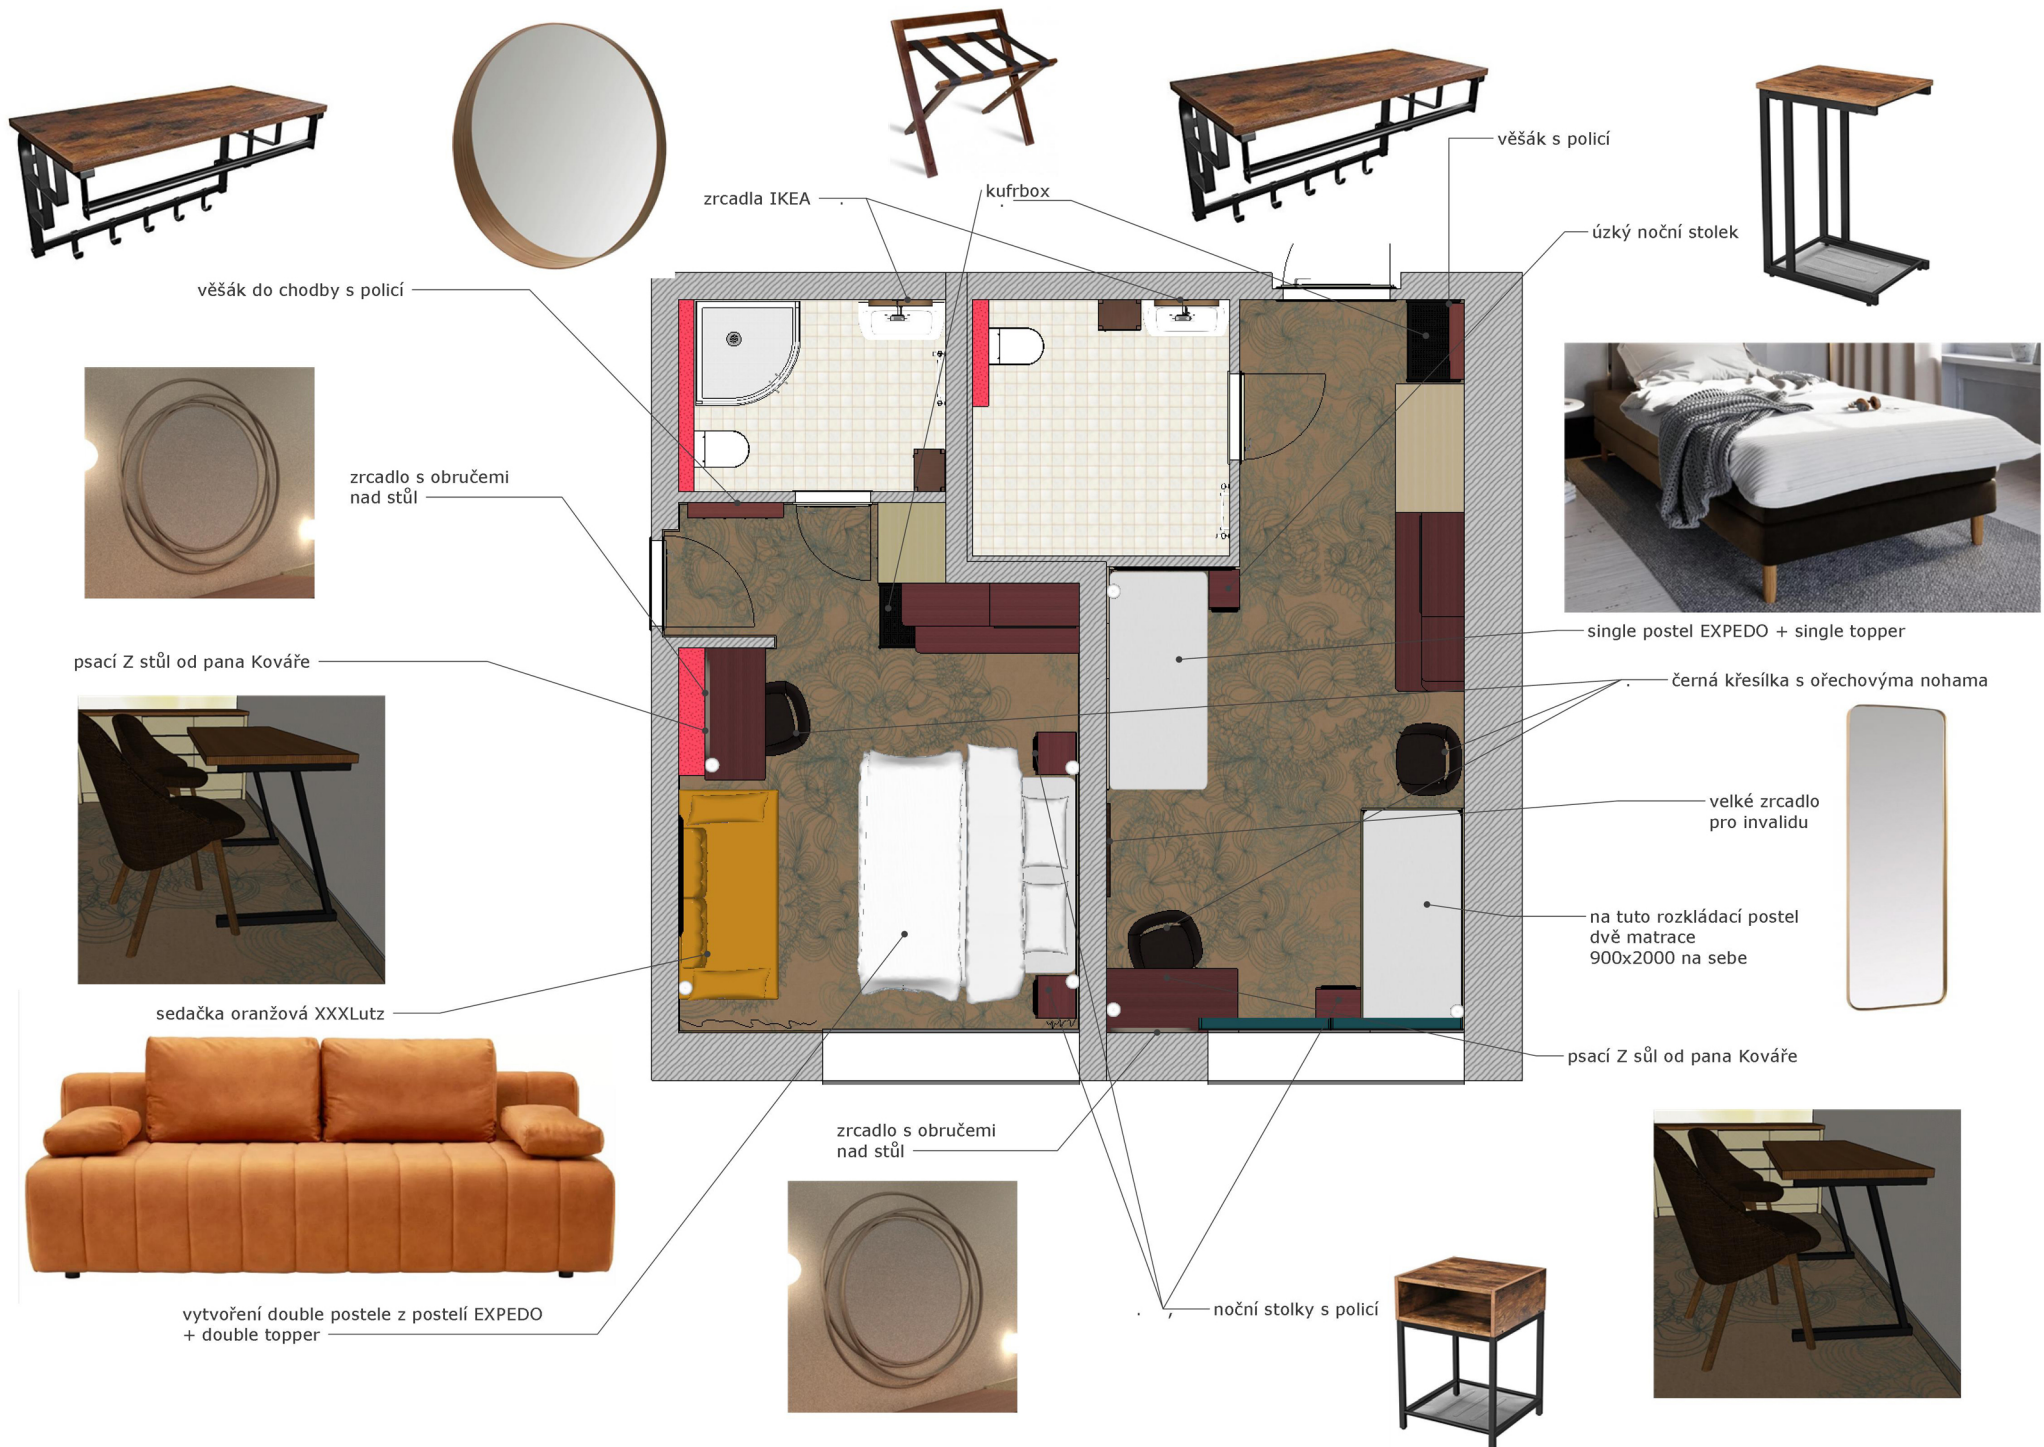 věšák s policí
zrcadla IKEA
kufrbox
úzký noční stolek
věšák do chodby s policí
zrcadlo s obručemi
nad stůl
single postel EXPEDO + single topper
psací Z stůl od pana Kováře
černá křesílka s ořechovýma nohama
velké zrcadlo
pro invalidu
na tuto rozkládací postel
dvě matrace
900x2000 na sebe
sedačka oranžová XXXLutz
psací Z sůl od pana Kováře
zrcadlo s obručemi
nad stůl
noční stolky s policí
vytvoření double postele z postelí EXPEDO
+ double topper